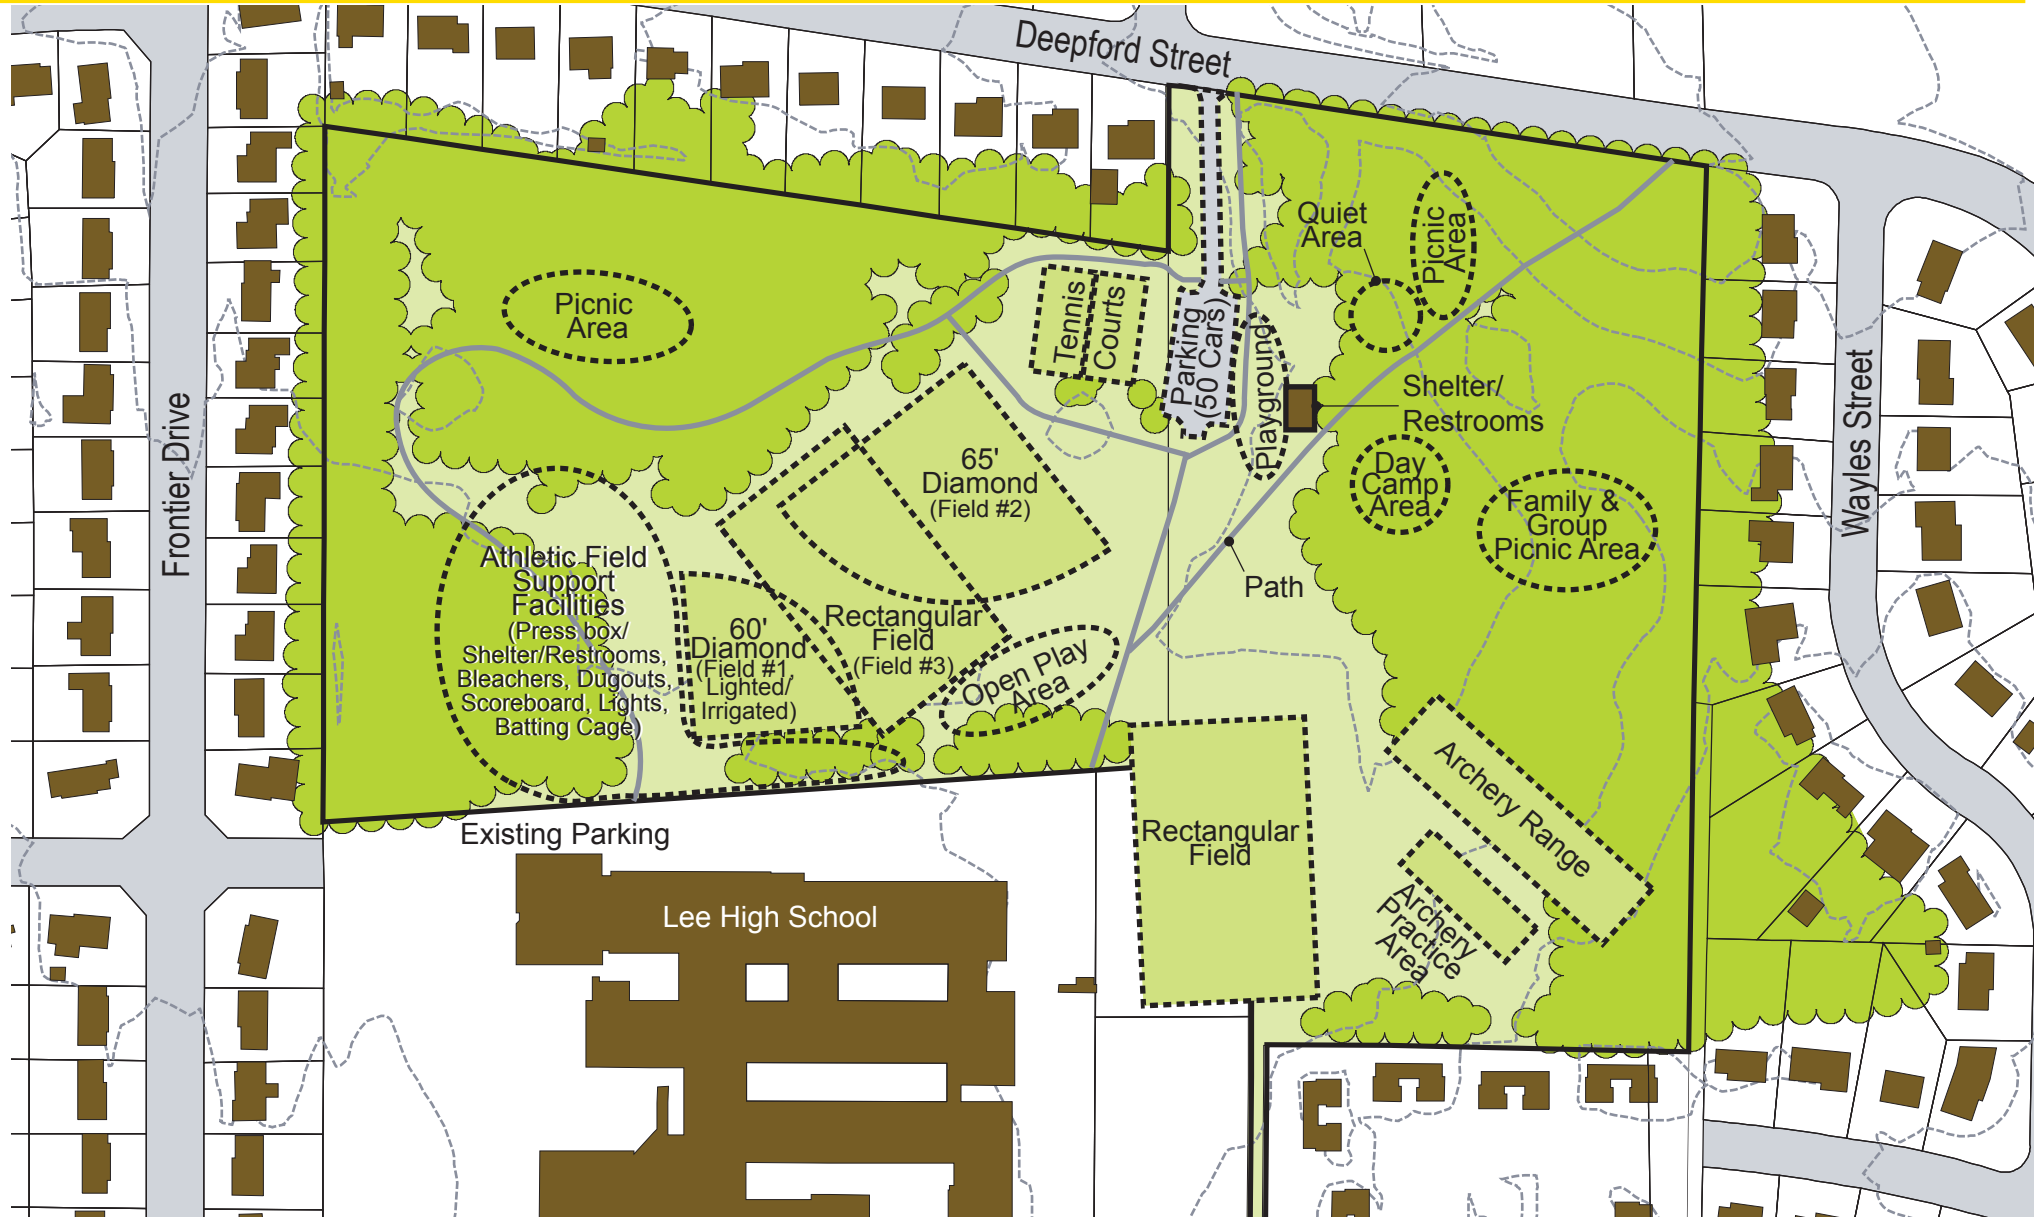 Deepford Street
Frontier Drive
Wayles Street
Picnic
Area
Tennis
Courts
Parking
(50 Cars)
Playground
Quiet
Area
Picnic
Area
Shelter/
Restrooms
Day
Camp
Area
Family &
Group
Picnic Area
65'
Diamond
(Field #2)
Path
Athletic Field
Support
Facilities
(Press box/
Shelter/Restrooms,
Bleachers, Dugouts,
Scoreboard, Lights,
Batting Cage)
60'
Diamond
(Field #1,
Lighted/
Irrigated)
Rectangular
Field
(Field #3)
Open Play
Area
Archery Range
Archery
Practice
Area
Rectangular
Field
Existing Parking
Lee High School